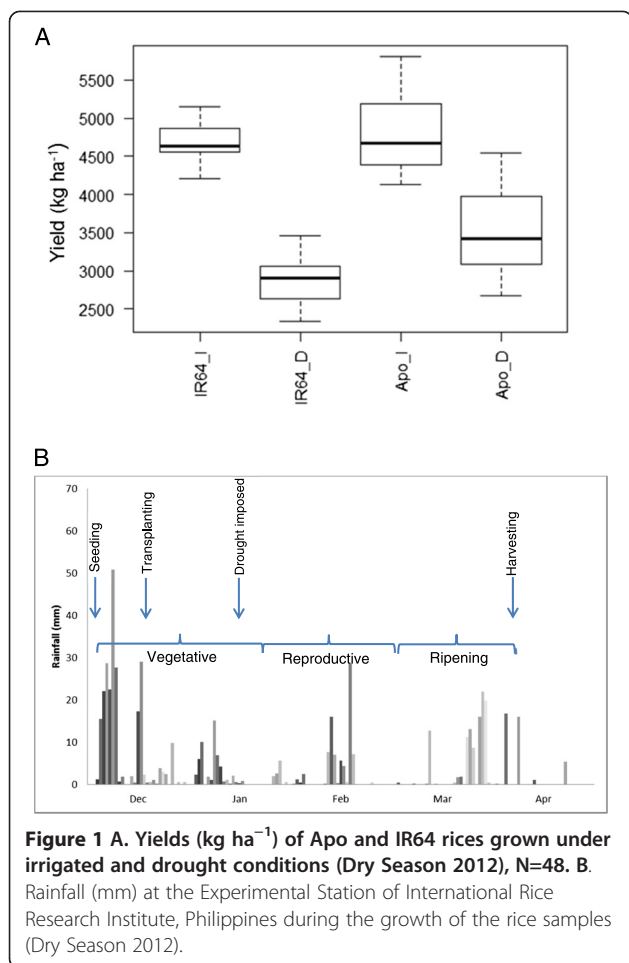 A
Yield (kg ha⁻¹)
5500
5000
4500
4000
3500
3000
2500
IR64_I
IR64_D
Apo_I
Apo_D
B
Rainfall (mm)
70
60
50
40
30
20
10
0
Seeding
Transplanting
Drought imposed
Harvesting
Vegetative
Reproductive
Ripening
Dec
Jan
Feb
Mar
Apr
Figure 1 A. Yields (kg ha⁻¹) of Apo and IR64 rices grown under
irrigated and drought conditions (Dry Season 2012), N=48. B.
Rainfall (mm) at the Experimental Station of International Rice
Research Institute, Philippines during the growth of the rice samples
(Dry Season 2012).